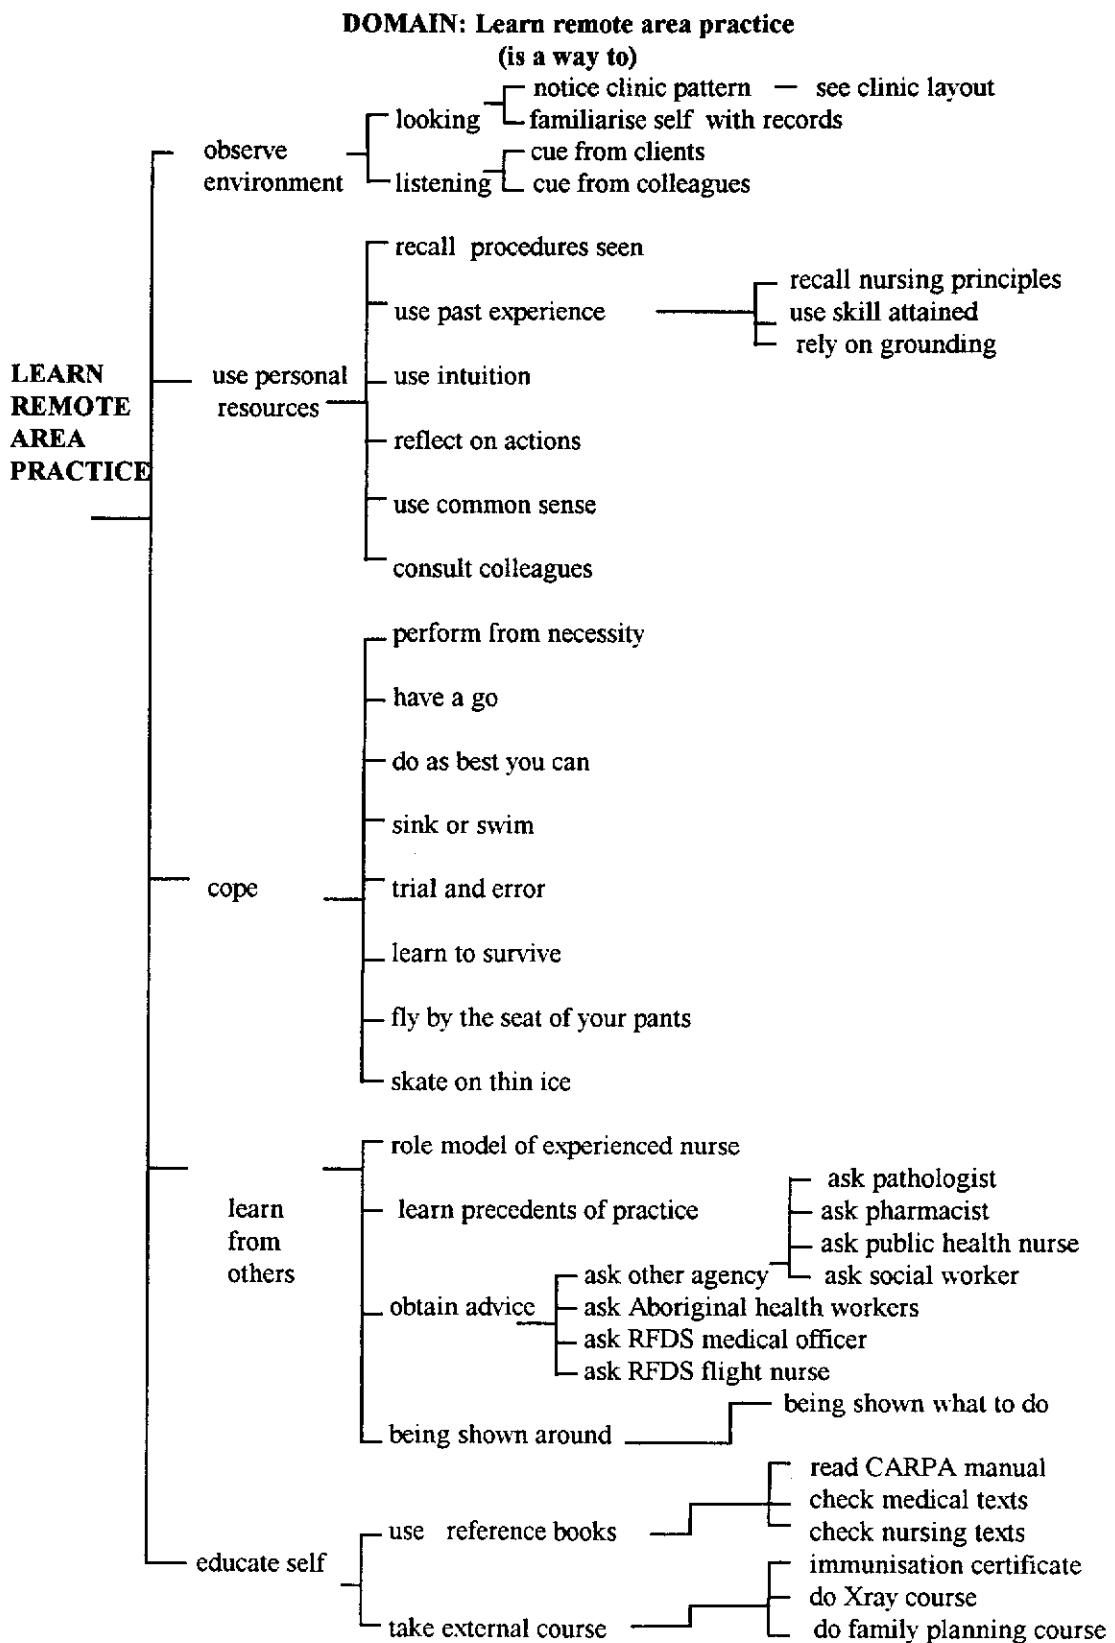 DOMAIN: Learn remote area practice
(is a way to)
notice clinic pattern — see clinic layout
looking
familiarise self with records
observe
environment
cue from clients
listening
cue from colleagues
recall procedures seen
recall nursing principles
use past experience
use skill attained
rely on grounding
LEARN
REMOTE
AREA
PRACTICE
use personal
resources
use intuition
reflect on actions
use common sense
consult colleagues
perform from necessity
have a go
do as best you can
sink or swim
cope
trial and error
learn to survive
fly by the seat of your pants
skate on thin ice
role model of experienced nurse
learn
from
others
learn precedents of practice
ask pathologist
ask pharmacist
ask public health nurse
ask social worker
ask other agency
obtain advice
ask Aboriginal health workers
ask RFDS medical officer
ask RFDS flight nurse
being shown what to do
being shown around
read CARPA manual
use reference books
check medical texts
check nursing texts
educate self
immunisation certificate
do Xray course
take external course
do family planning course